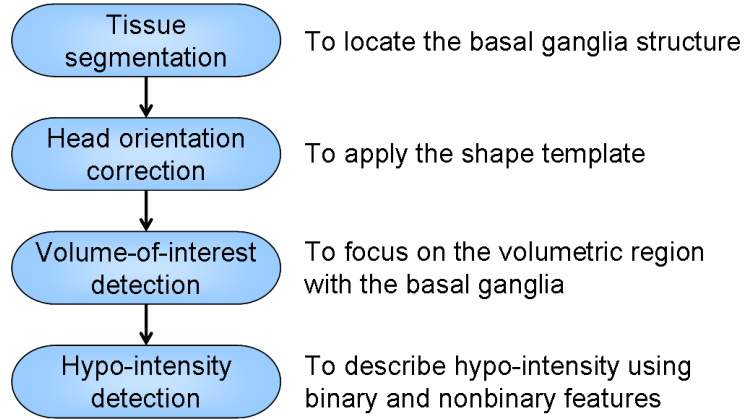 Tissue
segmentation
To locate the basal ganglia structure
Head orientation
correction
To apply the shape template
Volume-of-interest
detection
To focus on the volumetric region
with the basal ganglia
Hypo-intensity
detection
To describe hypo-intensity using
binary and nonbinary features